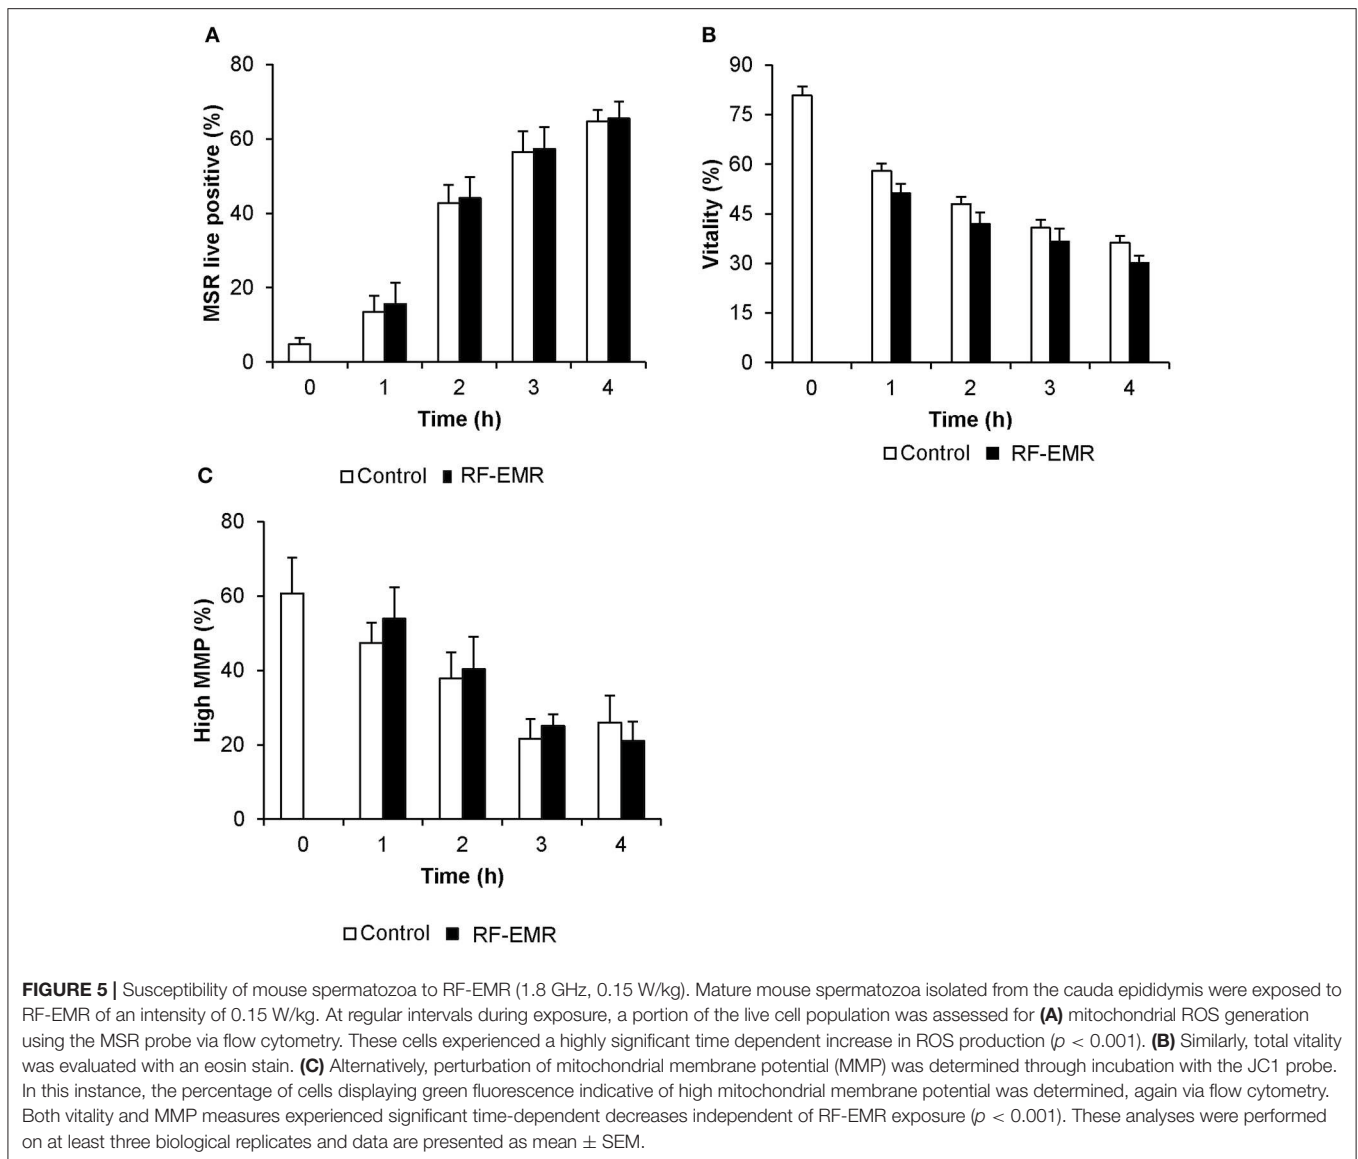 A
80
60
40
20
0
MSR live positive (%)
0 1 2 3 4
Time (h)
□ Control ■ RF-EMR
B
90
75
60
45
30
15
0
Vitality (%)
0 1 2 3 4
Time (h)
□ Control ■ RF-EMR
C
80
60
40
20
0
High MMP (%)
0 1 2 3 4
Time (h)
□ Control ■ RF-EMR
FIGURE 5 | Susceptibility of mouse spermatozoa to RF-EMR (1.8 GHz, 0.15 W/kg). Mature mouse spermatozoa isolated from the cauda epididymis were exposed to
RF-EMR of an intensity of 0.15 W/kg. At regular intervals during exposure, a portion of the live cell population was assessed for (A) mitochondrial ROS generation
using the MSR probe via flow cytometry. These cells experienced a highly significant time dependent increase in ROS production (p < 0.001). (B) Similarly, total vitality
was evaluated with an eosin stain. (C) Alternatively, perturbation of mitochondrial membrane potential (MMP) was determined through incubation with the JC1 probe.
In this instance, the percentage of cells displaying green fluorescence indicative of high mitochondrial membrane potential was determined, again via flow cytometry.
Both vitality and MMP measures experienced significant time-dependent decreases independent of RF-EMR exposure (p < 0.001). These analyses were performed
on at least three biological replicates and data are presented as mean ± SEM.